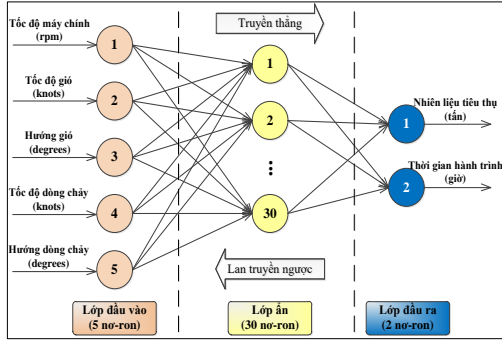 Tốc độ máy chính
(rpm)
1
Tốc độ gió
(knots)
2
Hướng gió
(degrees)
3
Tốc độ dòng chảy
(knots)
4
Hướng dòng chảy
(degrees)
5
Lớp đầu vào
(5 nơ-ron)
Truyền thẳng
1
2
30
Lan truyền ngược
Lớp ẩn
(30 nơ-ron)
Nhiên liệu tiêu thụ
(tấn)
1
Thời gian hành trình
(giờ)
2
Lớp đầu ra
(2 nơ-ron)